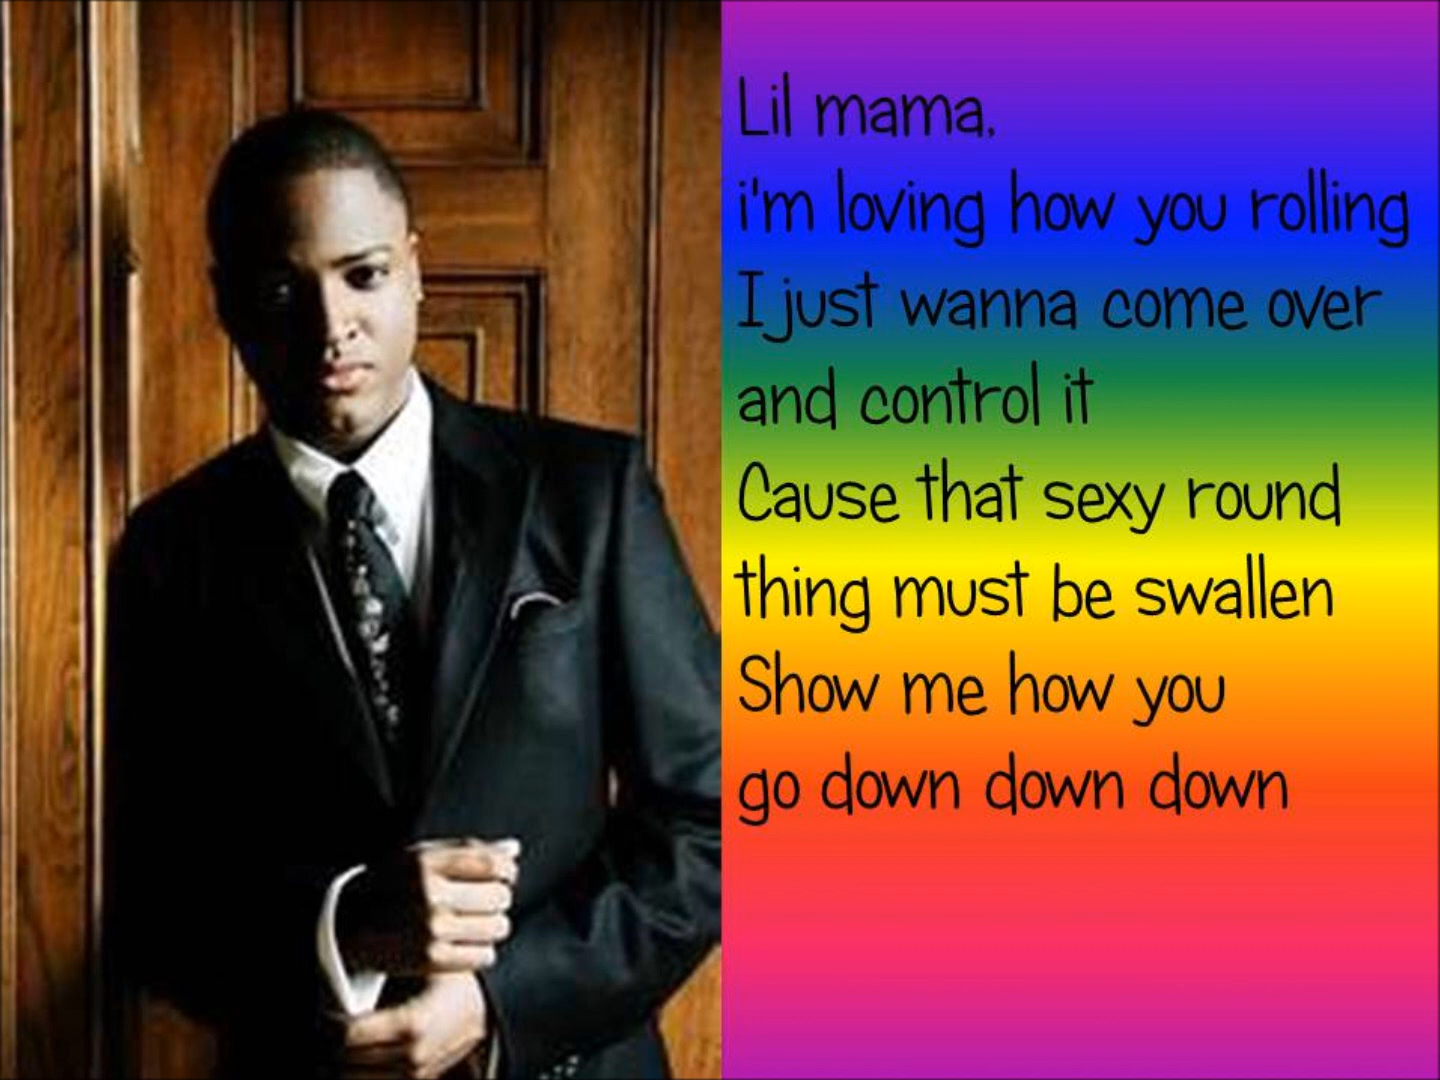 Lil mama,
i'm loving how you rolling
I just wanna come over
and control it
Cause that sexy round
thing must be swallen
Show me how you
go down down down